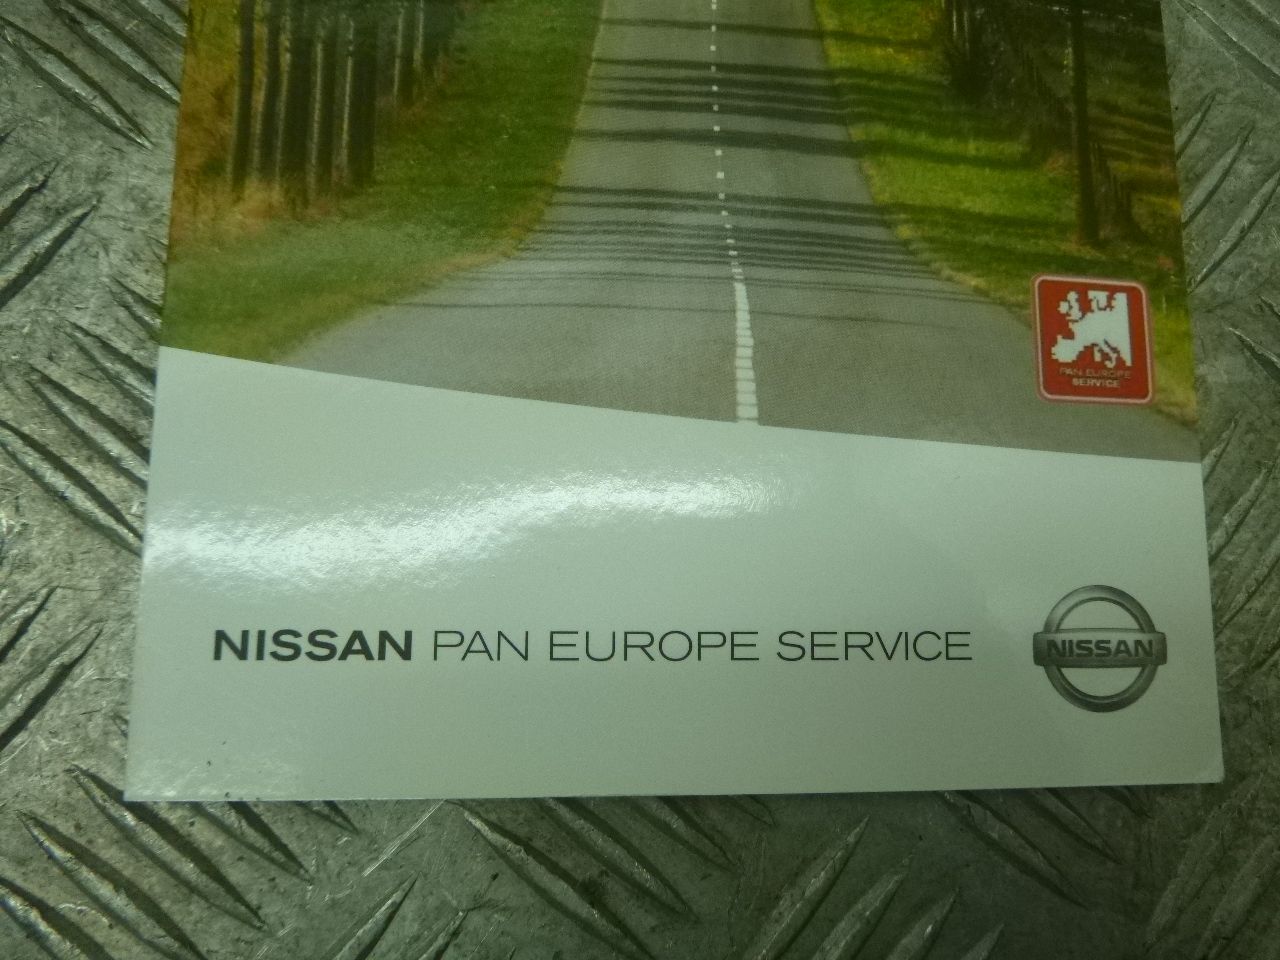 PAN EUROPE
SERVICE
NISSAN PAN EUROPE SERVICE
NISSAN